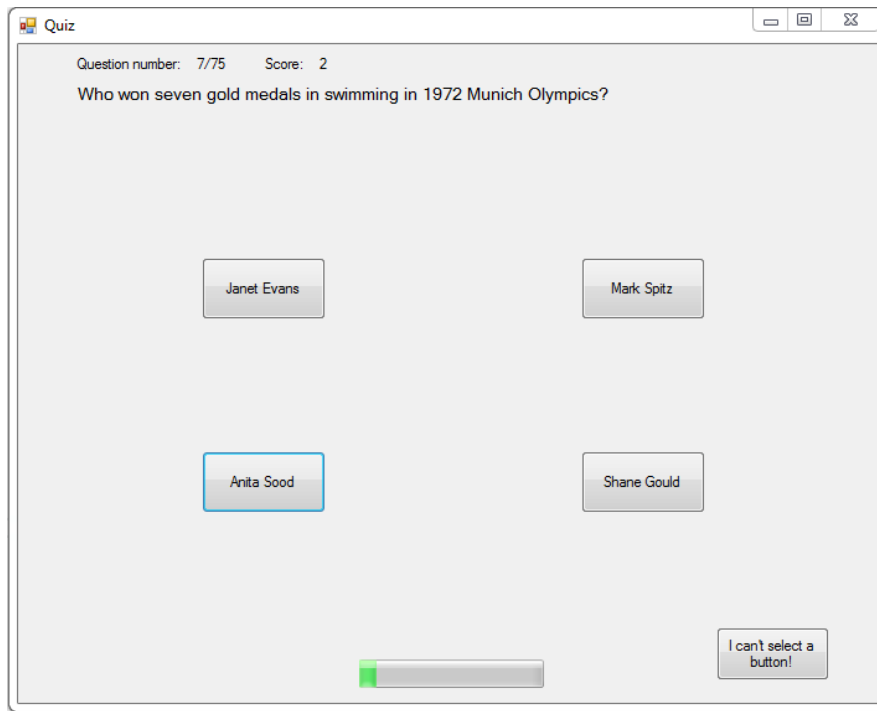 Quiz
Question number: 7/75 Score: 2
Who won seven gold medals in swimming in 1972 Munich Olympics?
Janet Evans
Mark Spitz
Anita Sood
Shane Gould
I can't select a
button!